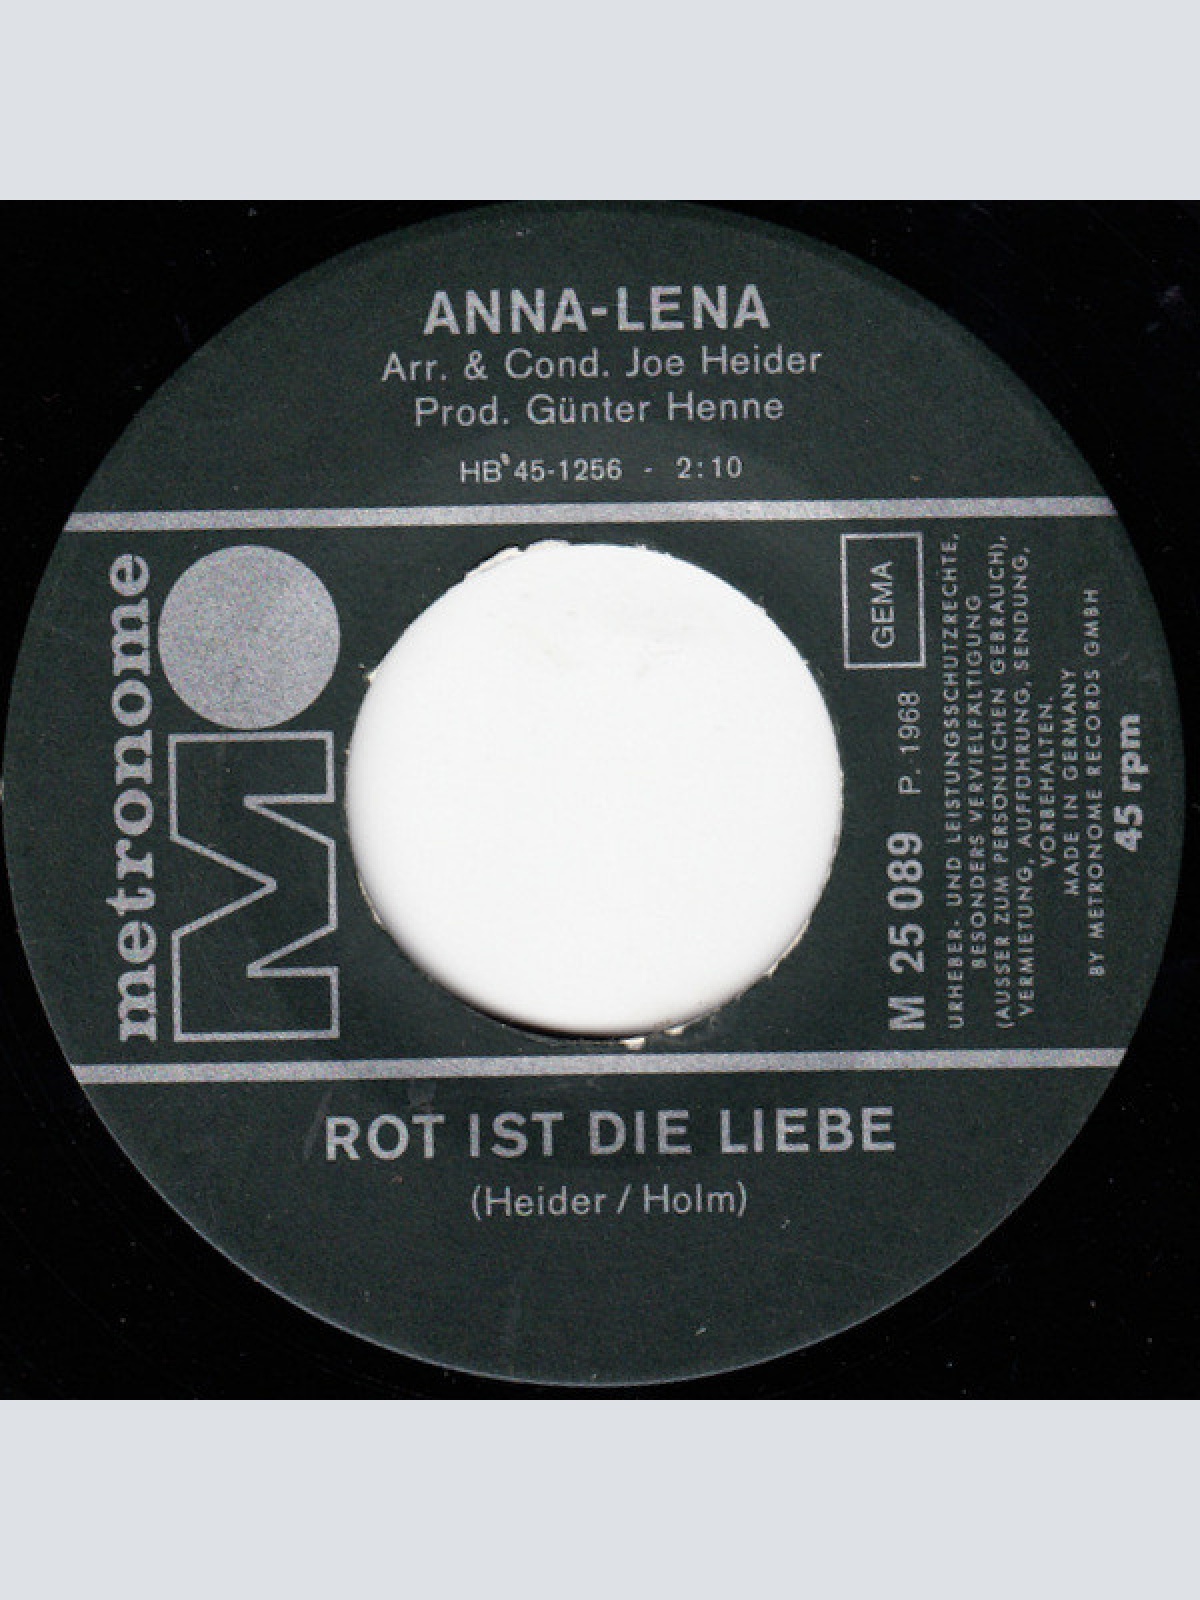 ANNA-LENA
Arr. & Cond. Joe Heider
Prod. Günter Henne
HB 45-1256 - 2:10
metronome
M
GEMA
M 25 089 P. 1968
URHEBER- UND LEISTUNGSSCHUTZRECHTE,
BESONDERS VERVIELFÄLTIGUNG
(AUSSER ZUM PERSÖNLICHEN GEBRAUCH),
VERMIETUNG, AUFFÜHRUNG, SENDUNG,
VORBEHALTEN.
MADE IN GERMANY
BY METRONOME RECORDS GMBH
45 rpm
ROT IST DIE LIEBE
(Heider / Holm)